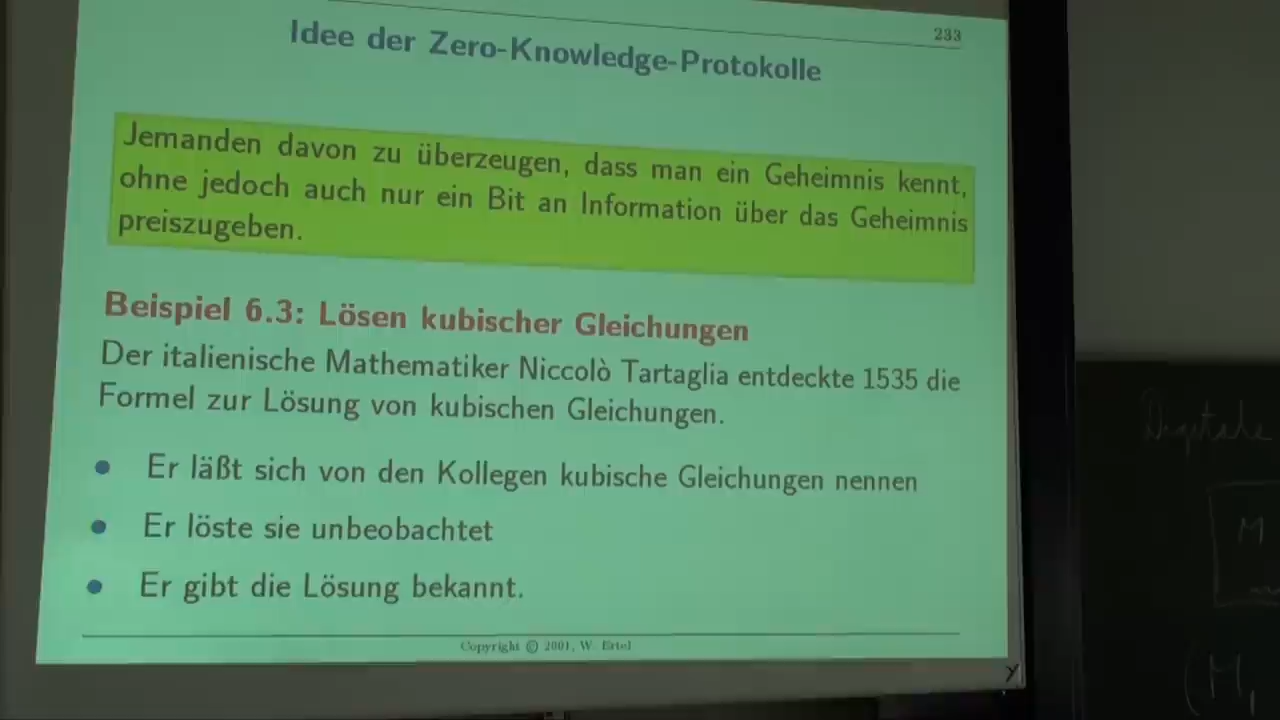 233
Idee der Zero-Knowledge-Protokolle
Jemanden davon zu überzeugen, dass man ein Geheimnis kennt,
ohne jedoch auch nur ein Bit an Information über das Geheimnis
preiszugeben.
Beispiel 6.3: Lösen kubischer Gleichungen
Der italienische Mathematiker Niccolò Tartaglia entdeckte 1535 die
Formel zur Lösung von kubischen Gleichungen.
• Er läßt sich von den Kollegen kubische Gleichungen nennen
• Er löste sie unbeobachtet
• Er gibt die Lösung bekannt.
Copyright © 2001, W. Ertel
Digitale
M
(M,